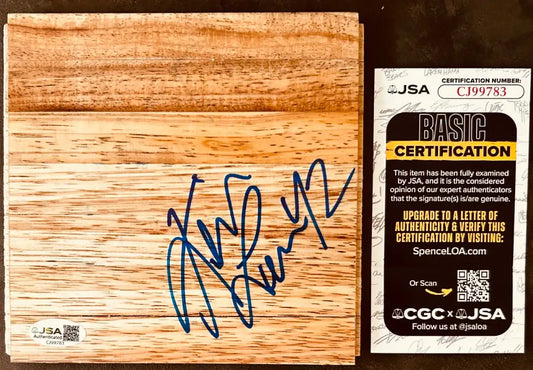 JSA
Authenticated
CJ99783
JSA
CERTIFICATION NUMBER:
CJ99783
BASIC
CERTIFICATION
This item has been fully examined
by JSA, and it is the considered
opinion of our expert authenticators
that the signature(s) is/are genuine.
UPGRADE TO A LETTER OF
AUTHENTICITY & VERIFY THIS
CERTIFICATION BY VISITING:
SpenceLOA.com
Or Scan
CGC x JSA
Follow us at @jsaloa